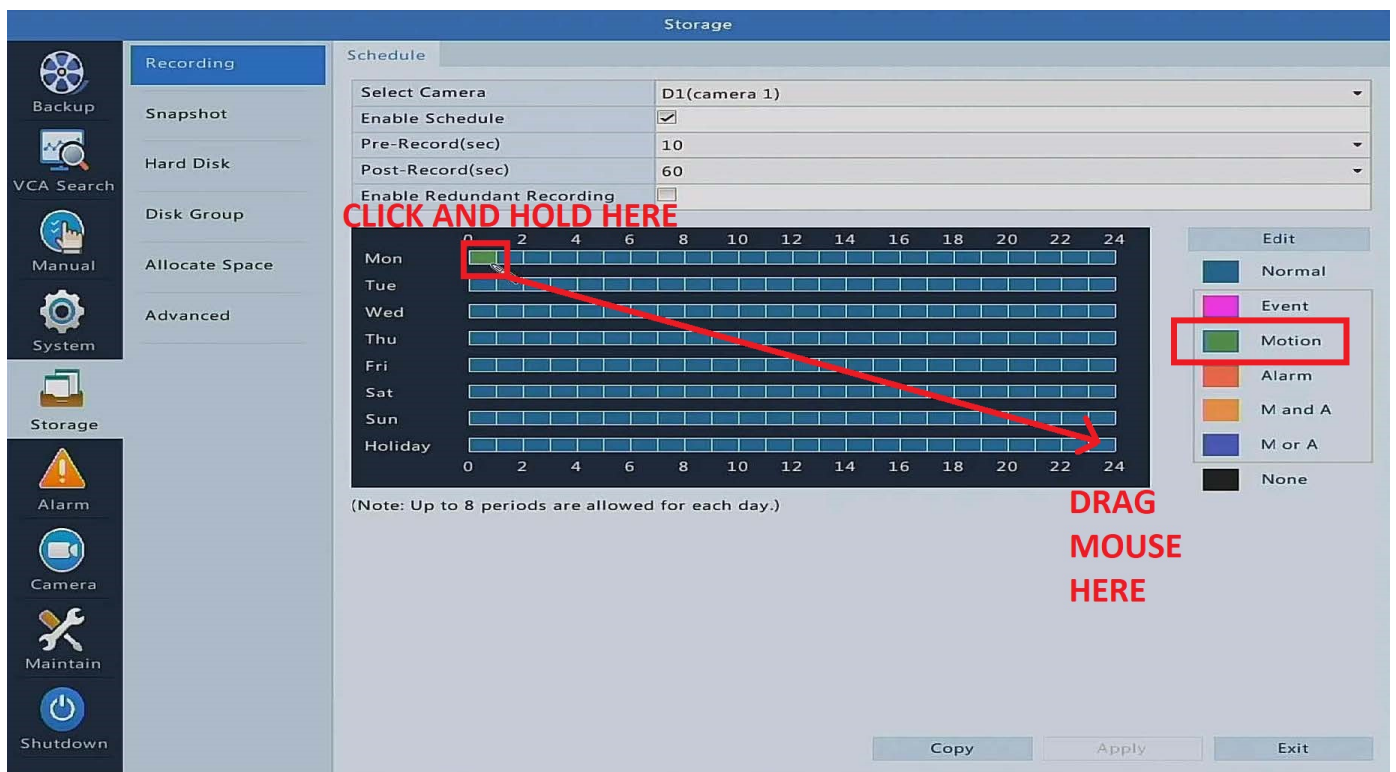 Storage
Backup
VCA Search
Manual
System
Storage
Alarm
Camera
Maintain
Shutdown
Recording
Snapshot
Hard Disk
Disk Group
Allocate Space
Advanced
Schedule
Select Camera D1(camera 1)
Enable Schedule
Pre-Record(sec) 10
Post-Record(sec) 60
Enable Redundant Recording
CLICK AND HOLD HERE
0 2 4 6 8 10 12 14 16 18 20 22 24
Mon
Tue
Wed
Thu
Fri
Sat
Sun
Holiday
0 2 4 6 8 10 12 14 16 18 20 22 24
Edit
Normal
Event
Motion
Alarm
M and A
M or A
None
(Note: Up to 8 periods are allowed for each day.)
DRAG
MOUSE
HERE
Copy Apply Exit